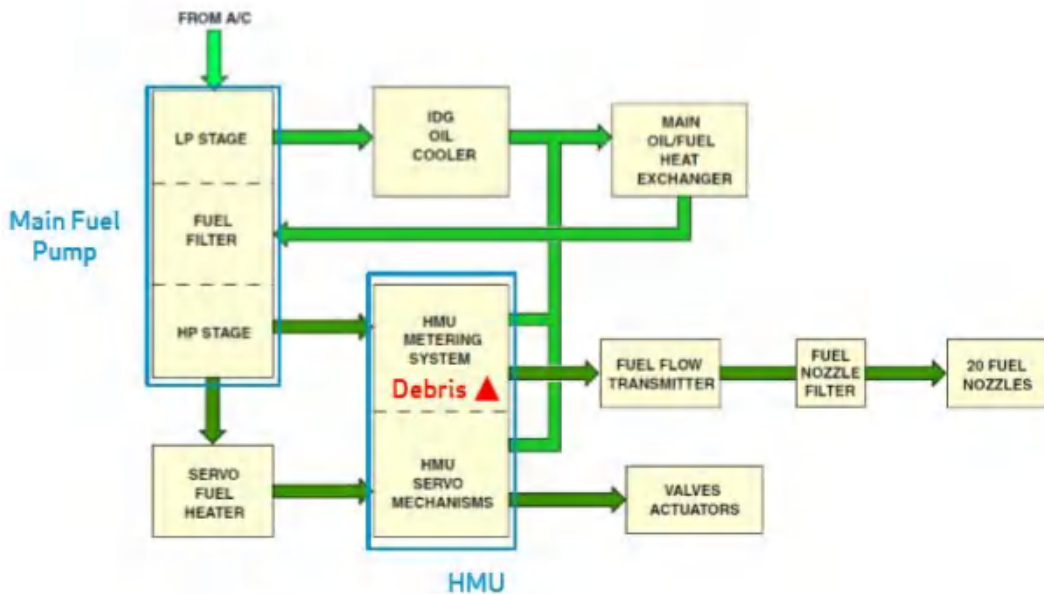 FROM A/C
LP STAGE
FUEL
FILTER
HP STAGE
Main Fuel
Pump
IDG
OIL
COOLER
MAIN
OIL/FUEL
HEAT
EXCHANGER
HMU
METERING
SYSTEM
Debris
HMU
SERVO
MECHANISMS
HMU
FUEL FLOW
TRANSMITTER
FUEL
NOZZLE
FILTER
20 FUEL
NOZZLES
SERVO
FUEL
HEATER
VALVES
ACTUATORS